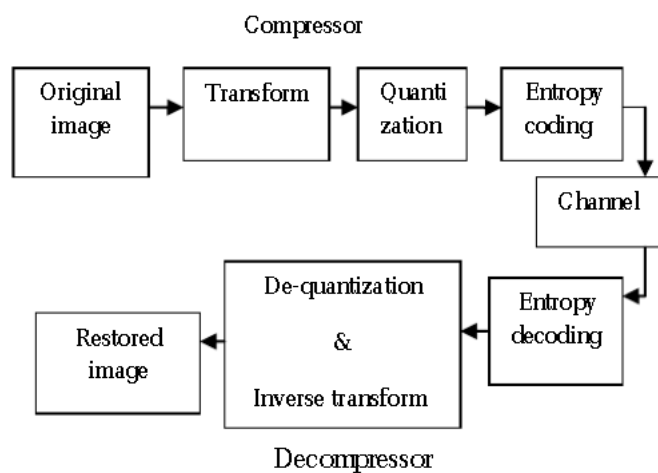 Compressor
Original
image
Transform
Quanti
zation
Entropy
coding
Channel
Entropy
decoding
De-quantization
&
Inverse transform
Restored
image
Decompressor